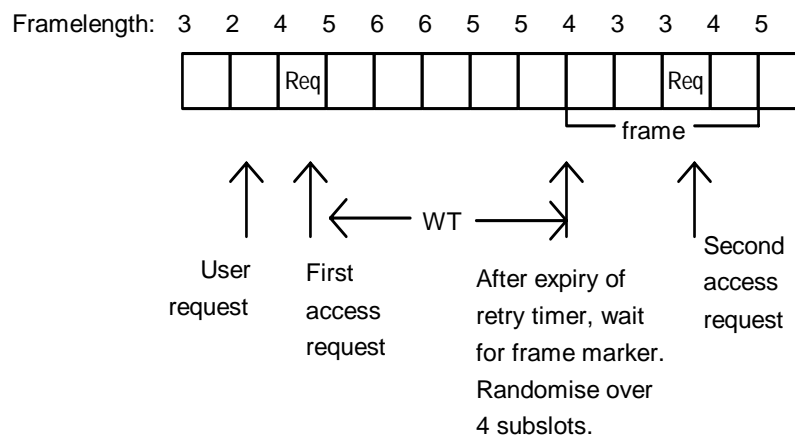 Framelength: 3 2 4 5 6 6 5 5 4 3 3 4 5
Req Req
frame
WT
User
request
First
access
request
After expiry of
retry timer, wait
for frame marker.
Randomise over
4 subslots.
Second
access
request